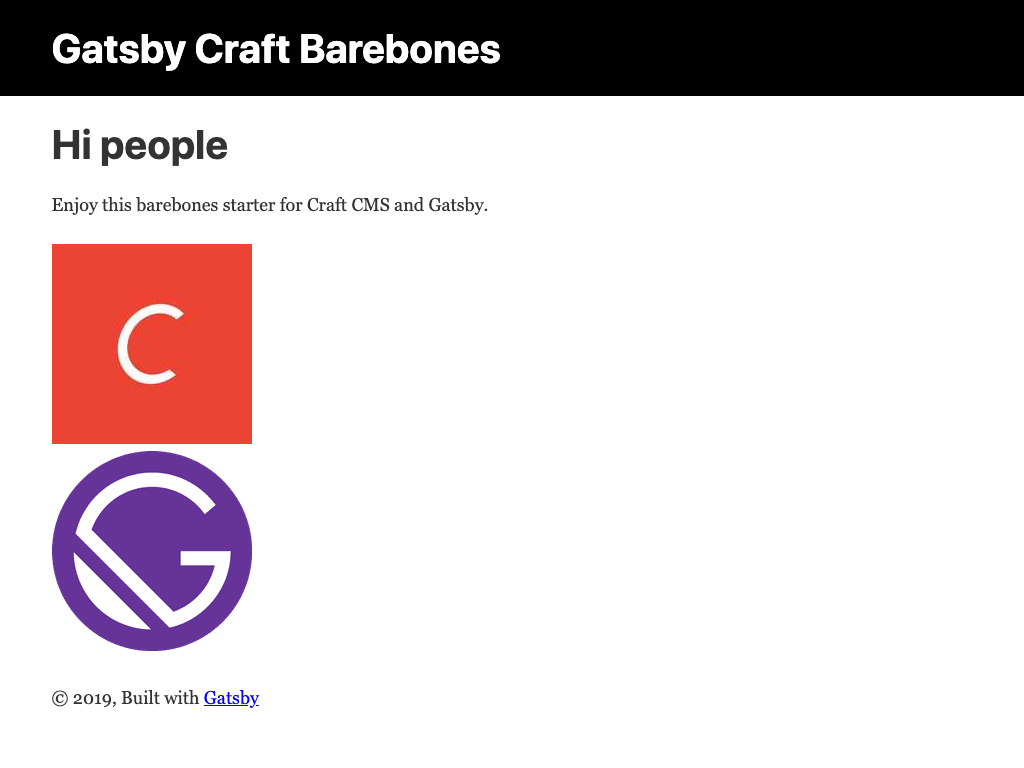 Gatsby Craft Barebones
Hi people
Enjoy this barebones starter for Craft CMS and Gatsby.
C
G
© 2019, Built with Gatsby